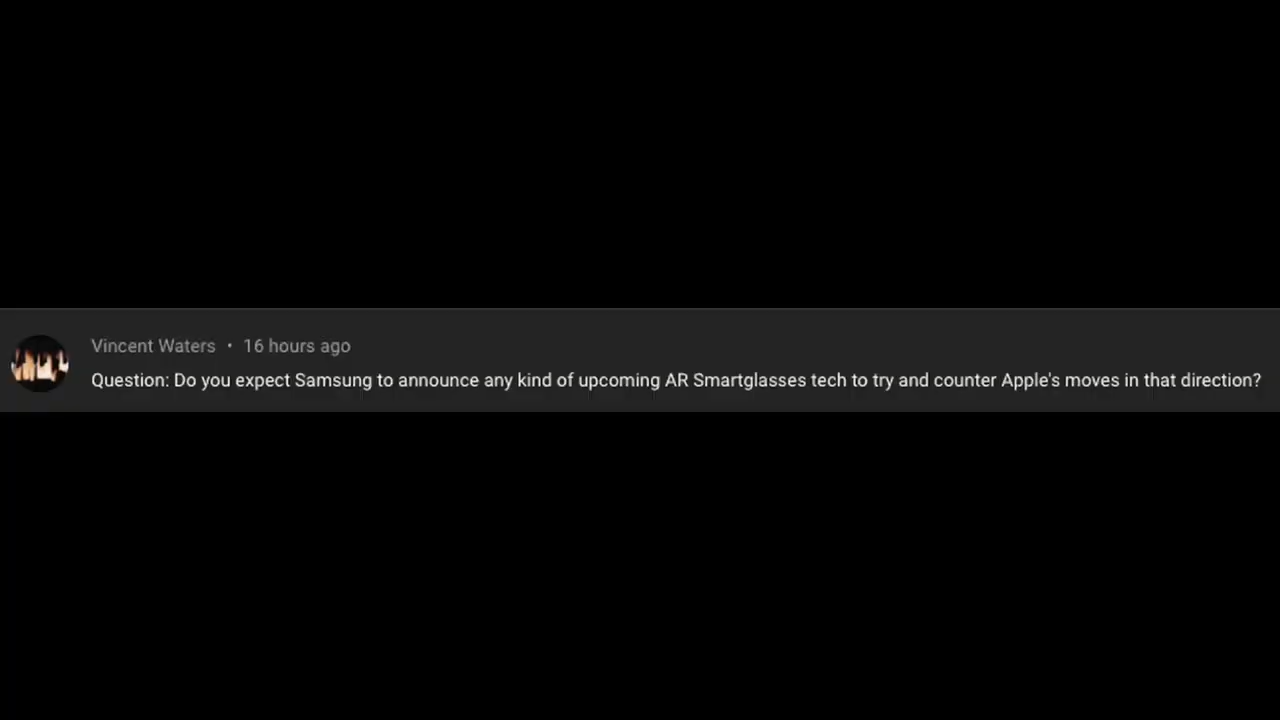 Vincent Waters • 16 hours ago
Question: Do you expect Samsung to announce any kind of upcoming AR Smartglasses tech to try and counter Apple's moves in that direction?